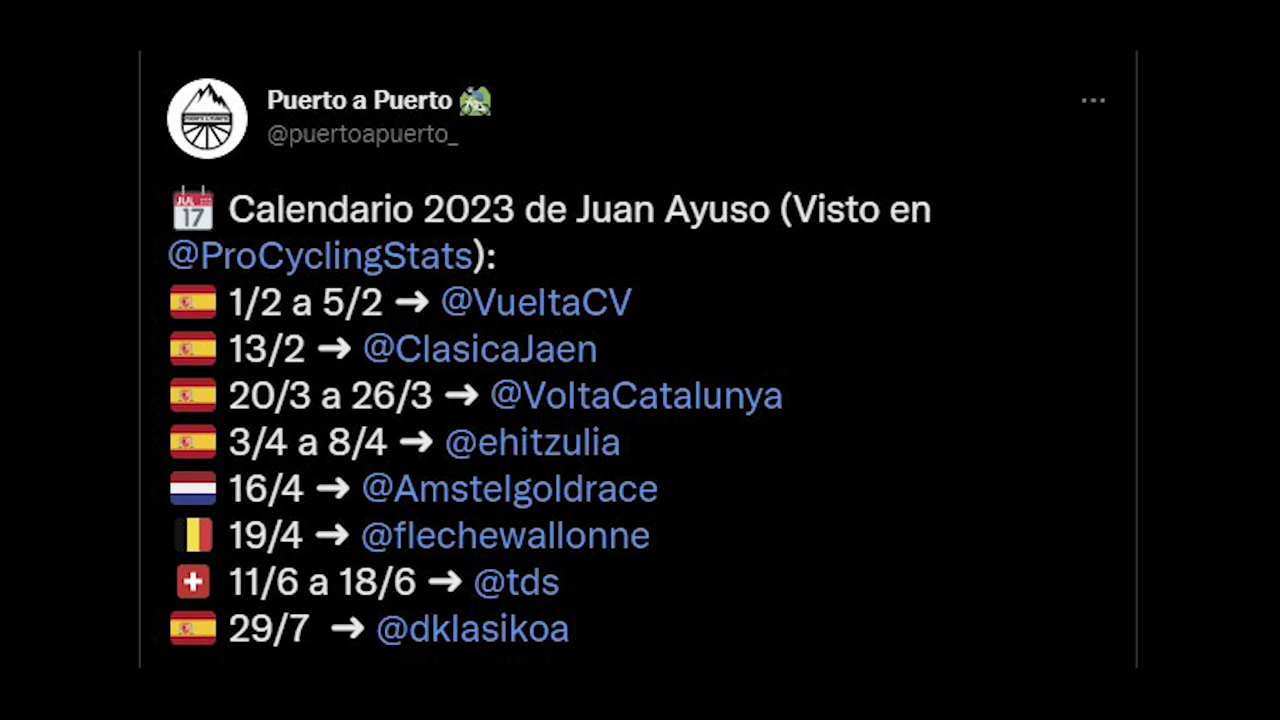 Puerto a Puerto
@puertoapuerto_
Calendario 2023 de Juan Ayuso (Visto en
@ProCyclingStats):
1/2 a 5/2 → @VueltaCV
13/2 → @ClasicaJaen
20/3 a 26/3 → @VoltaCatalunya
3/4 a 8/4 → @ehitzulia
16/4 → @Amstelgoldrace
19/4 → @flechewallonne
11/6 a 18/6 → @tds
29/7 → @dklasikoa